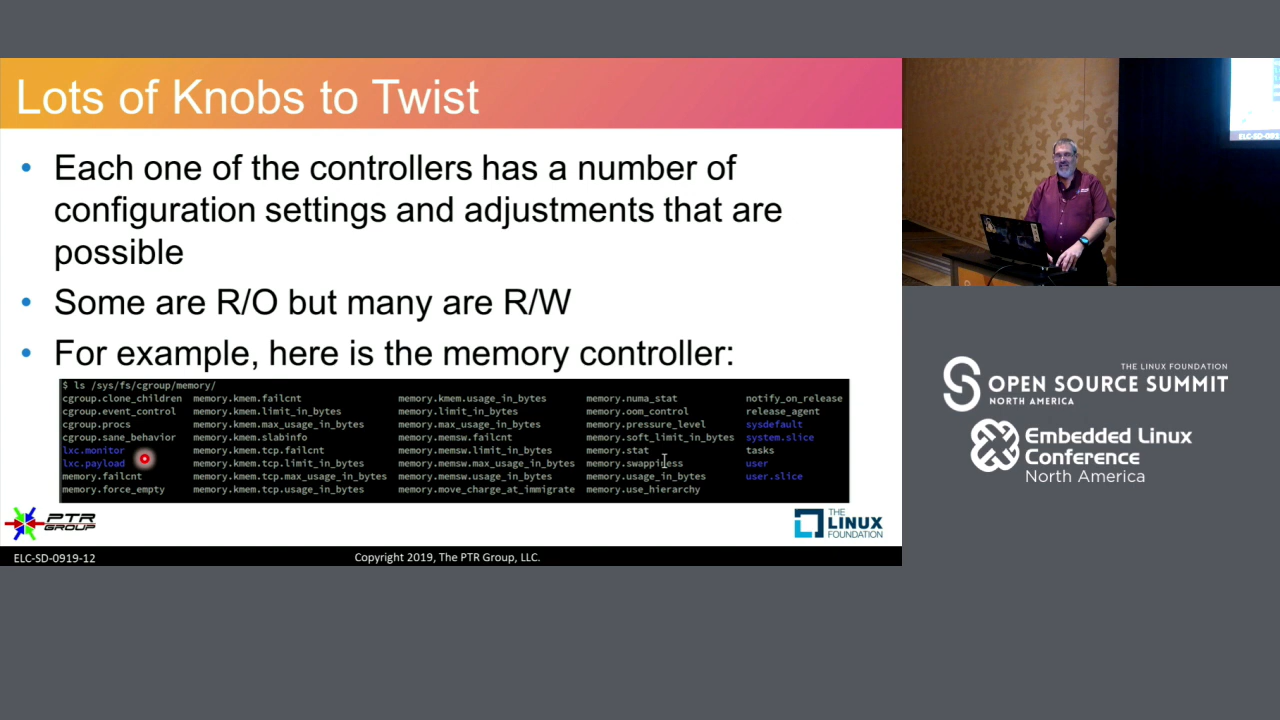 Lots of Knobs to Twist
• Each one of the controllers has a number of
configuration settings and adjustments that are
possible
• Some are R/O but many are R/W
• For example, here is the memory controller:
$ ls /sys/fs/cgroup/memory/
cgroup.clone_children memory.kmem.failcnt memory.kmem.usage_in_bytes memory.numa_stat notify_on_release
cgroup.event_control memory.kmem.limit_in_bytes memory.limit_in_bytes memory.oom_control release_agent
cgroup.procs memory.kmem.max_usage_in_bytes memory.max_usage_in_bytes memory.pressure_level sysdefault
cgroup.sane_behavior memory.kmem.slabinfo memory.memsw.failcnt memory.soft_limit_in_bytes system.slice
lxc.monitor memory.kmem.tcp.failcnt memory.memsw.limit_in_bytes memory.stat tasks
lxc.payload memory.kmem.tcp.limit_in_bytes memory.memsw.max_usage_in_bytes memory.swappiness user
memory.failcnt memory.kmem.tcp.max_usage_in_bytes memory.memsw.usage_in_bytes memory.usage_in_bytes user.slice
memory.force_empty memory.kmem.tcp.usage_in_bytes memory.move_charge_at_immigrate memory.use_hierarchy
PTR
GROUP
THE
LINUX
FOUNDATION
ELC-SD-0919-12
Copyright 2019, The PTR Group, LLC.
ELC-SD-091
THE LINUX FOUNDATION
OPEN SOURCE SUMMIT
NORTH AMERICA
Embedded Linux
Conference
North America